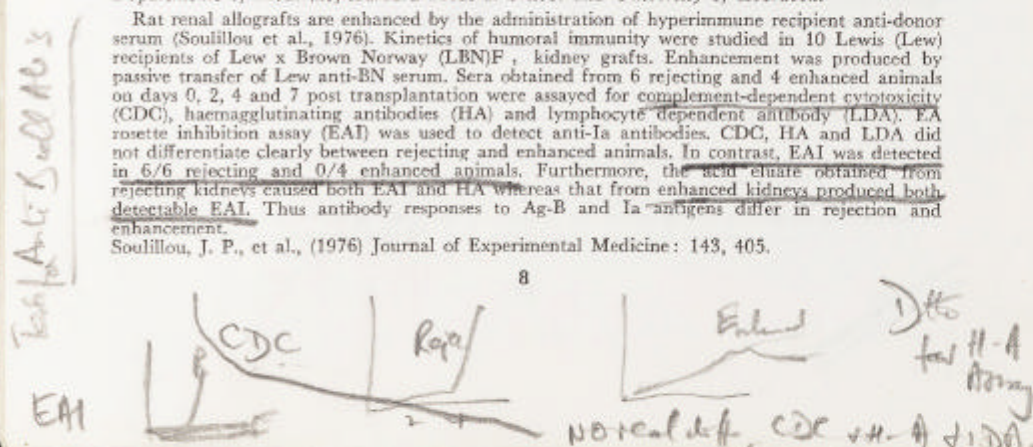 Rat renal allografts are enhanced by the administration of hyperimmune recipient anti-donor
serum (Soulillou et al., 1976). Kinetics of humoral immunity were studied in 10 Lewis (Lew)
recipients of Lew x Brown Norway (LBN)F , kidney grafts. Enhancement was produced by
passive transfer of Lew anti-BN serum. Sera obtained from 6 rejecting and 4 enhanced animals
on days 0, 2, 4 and 7 post transplantation were assayed for complement-dependent cytotoxicity
(CDC), haemagglutinating antibodies (HA) and lymphocyte dependent antibody (LDA). EA
rosette inhibition assay (EAI) was used to detect anti-Ia antibodies. CDC, HA and LDA did
not differentiate clearly between rejecting and enhanced animals. In contrast, EAI was detected
in 6/6 rejecting and 0/4 enhanced animals. Furthermore, the acid eluate obtained from
rejecting kidneys caused both EAI and HA whereas that from enhanced kidneys produced both
detectable EAI. Thus antibody responses to Ag-B and Ia antigens differ in rejection and
enhancement.
Soulillou, J. P., et al., (1976) Journal of Experimental Medicine: 143, 405.
8
Test for Anti B cell Ab's
CDC
Ditto
for H-A
EAI
R
E
2
No real diff. CDC v H-A v LDA